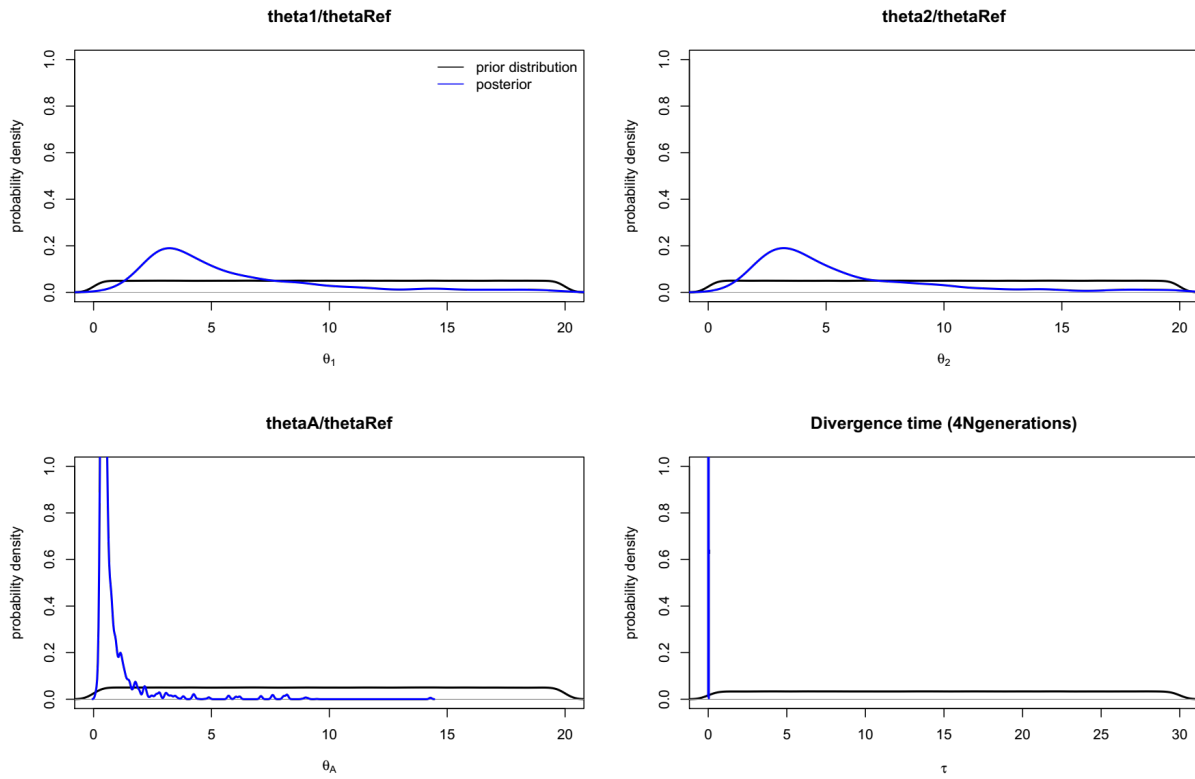 theta1/thetaRef
probability density
1.0
0.8
0.6
0.4
0.2
0.0
prior distribution
posterior
0 5 10 15 20
θ1
theta2/thetaRef
probability density
1.0
0.8
0.6
0.4
0.2
0.0
0 5 10 15 20
θ2
thetaA/thetaRef
probability density
1.0
0.8
0.6
0.4
0.2
0.0
0 5 10 15 20
θA
Divergence time (4Ngenerations)
probability density
1.0
0.8
0.6
0.4
0.2
0.0
0 5 10 15 20 25 30
τ